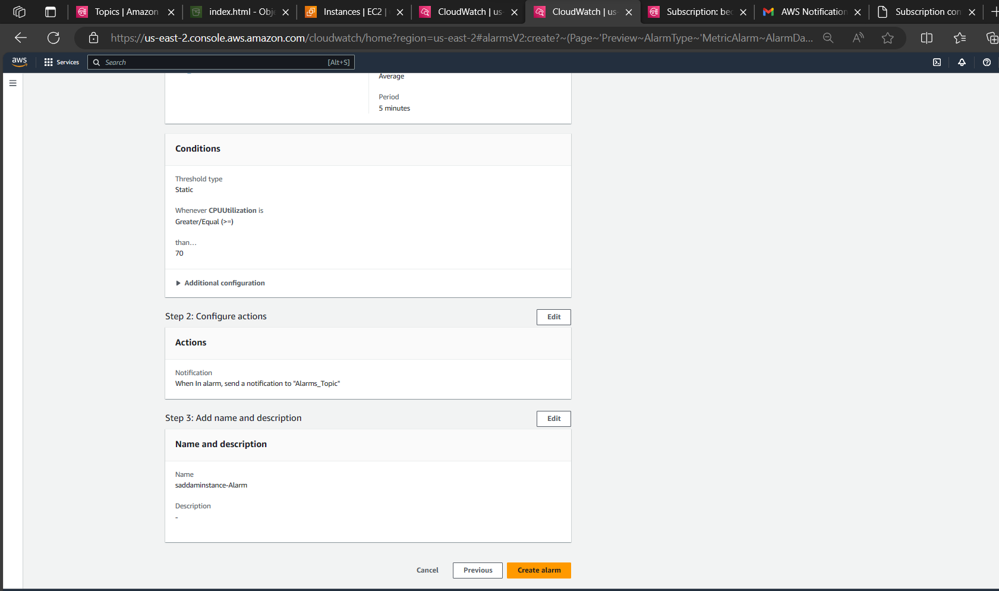 Topics | Amazon
index.html - Obj
Instances | EC2 |
CloudWatch | us-
CloudWatch | us-
Subscription: bec
AWS Notification
Subscription con
https://us-east-2.console.aws.amazon.com/cloudwatch/home?region=us-east-2#alarmsV2:create?~(Page~'Preview~AlarmType~'MetricAlarm~AlarmDa...
aws
Services
Search
[Alt+S]
Average
Period
5 minutes
Conditions
Threshold type
Static
Whenever CPUUtilization is
Greater/Equal (>=)
than…
70
Additional configuration
Step 2: Configure actions
Edit
Actions
Notification
When In alarm, send a notification to "Alarms_Topic"
Step 3: Add name and description
Edit
Name and description
Name
saddaminstance-Alarm
Description
-
Cancel
Previous
Create alarm